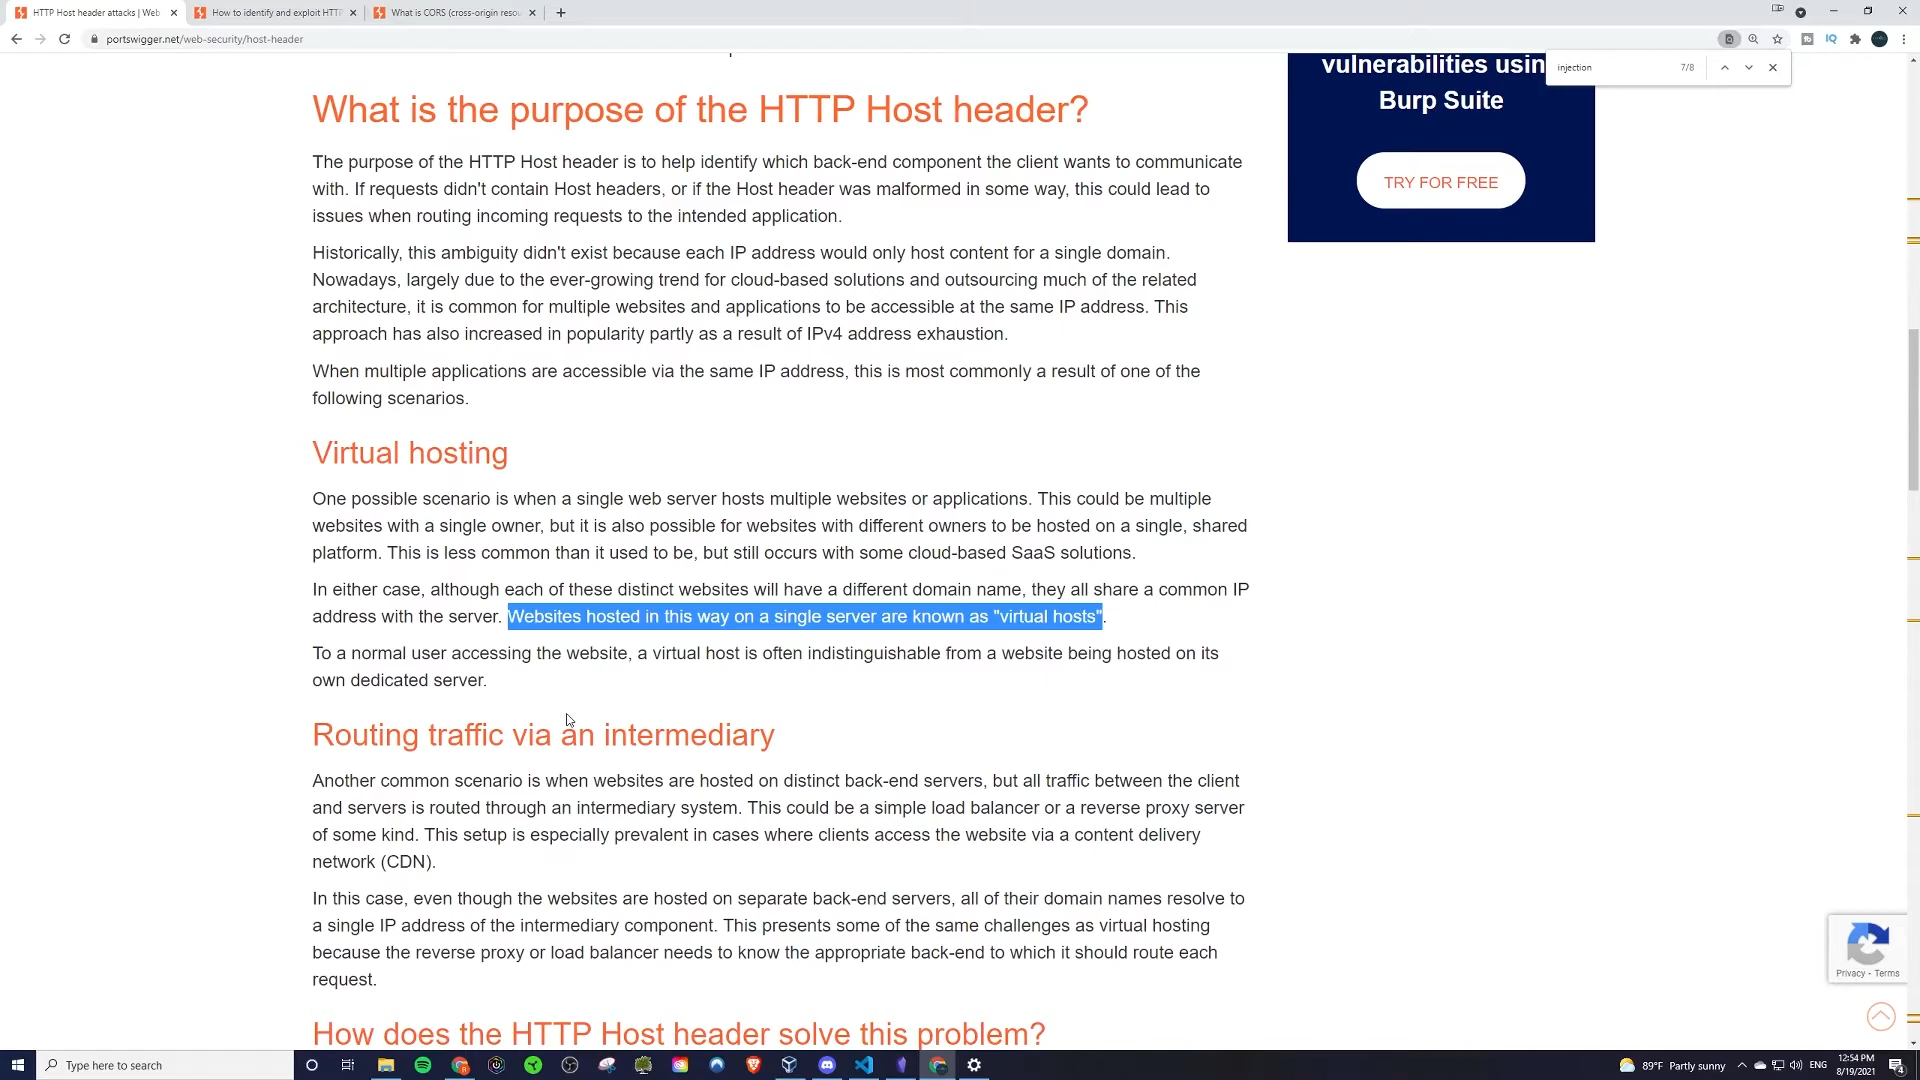 HTTP Host header attacks | Web
How to identify and exploit HTTP
What is CORS (cross-origin resou
portswigger.net/web-security/host-header
injection
7/8
vulnerabilities usin
Burp Suite
TRY FOR FREE
What is the purpose of the HTTP Host header?
The purpose of the HTTP Host header is to help identify which back-end component the client wants to communicate
with. If requests didn't contain Host headers, or if the Host header was malformed in some way, this could lead to
issues when routing incoming requests to the intended application.
Historically, this ambiguity didn't exist because each IP address would only host content for a single domain.
Nowadays, largely due to the ever-growing trend for cloud-based solutions and outsourcing much of the related
architecture, it is common for multiple websites and applications to be accessible at the same IP address. This
approach has also increased in popularity partly as a result of IPv4 address exhaustion.
When multiple applications are accessible via the same IP address, this is most commonly a result of one of the
following scenarios.
Virtual hosting
One possible scenario is when a single web server hosts multiple websites or applications. This could be multiple
websites with a single owner, but it is also possible for websites with different owners to be hosted on a single, shared
platform. This is less common than it used to be, but still occurs with some cloud-based SaaS solutions.
In either case, although each of these distinct websites will have a different domain name, they all share a common IP
address with the server. Websites hosted in this way on a single server are known as "virtual hosts".
To a normal user accessing the website, a virtual host is often indistinguishable from a website being hosted on its
own dedicated server.
Routing traffic via an intermediary
Another common scenario is when websites are hosted on distinct back-end servers, but all traffic between the client
and servers is routed through an intermediary system. This could be a simple load balancer or a reverse proxy server
of some kind. This setup is especially prevalent in cases where clients access the website via a content delivery
network (CDN).
In this case, even though the websites are hosted on separate back-end servers, all of their domain names resolve to
a single IP address of the intermediary component. This presents some of the same challenges as virtual hosting
because the reverse proxy or load balancer needs to know the appropriate back-end to which it should route each
request.
How does the HTTP Host header solve this problem?
Privacy - Terms
Type here to search
89°F Partly sunny
ENG
12:54 PM
8/19/2021
4
IQ